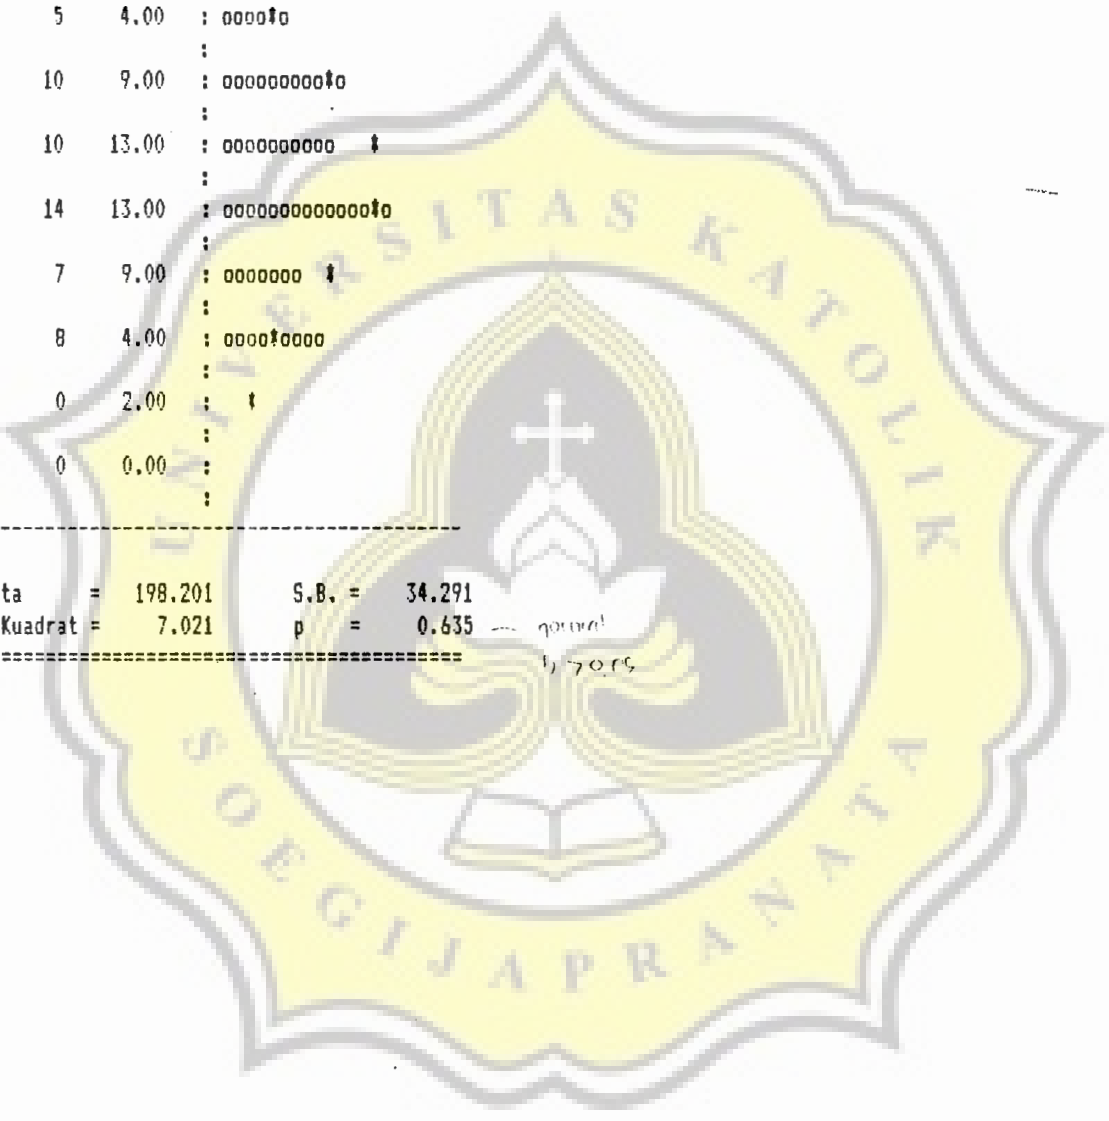 5 4.00 : oooo*o
:
10 9.00 : ooooooooo*o
:
10 13.00 : oooooooooo *
:
14 13.00 : ooooooooooooo*o
:
7 9.00 : ooooooo *
:
8 4.00 : oooo*oooo
:
0 2.00 : *
:
0 0.00 :
:
----------------------------------------------
ta = 198.201 S.B. = 34.291
Kuadrat = 7.021 p = 0.635 --- normal
==============================================
UNIVERSITAS KATOLIK
SOEGIJAPRANATA